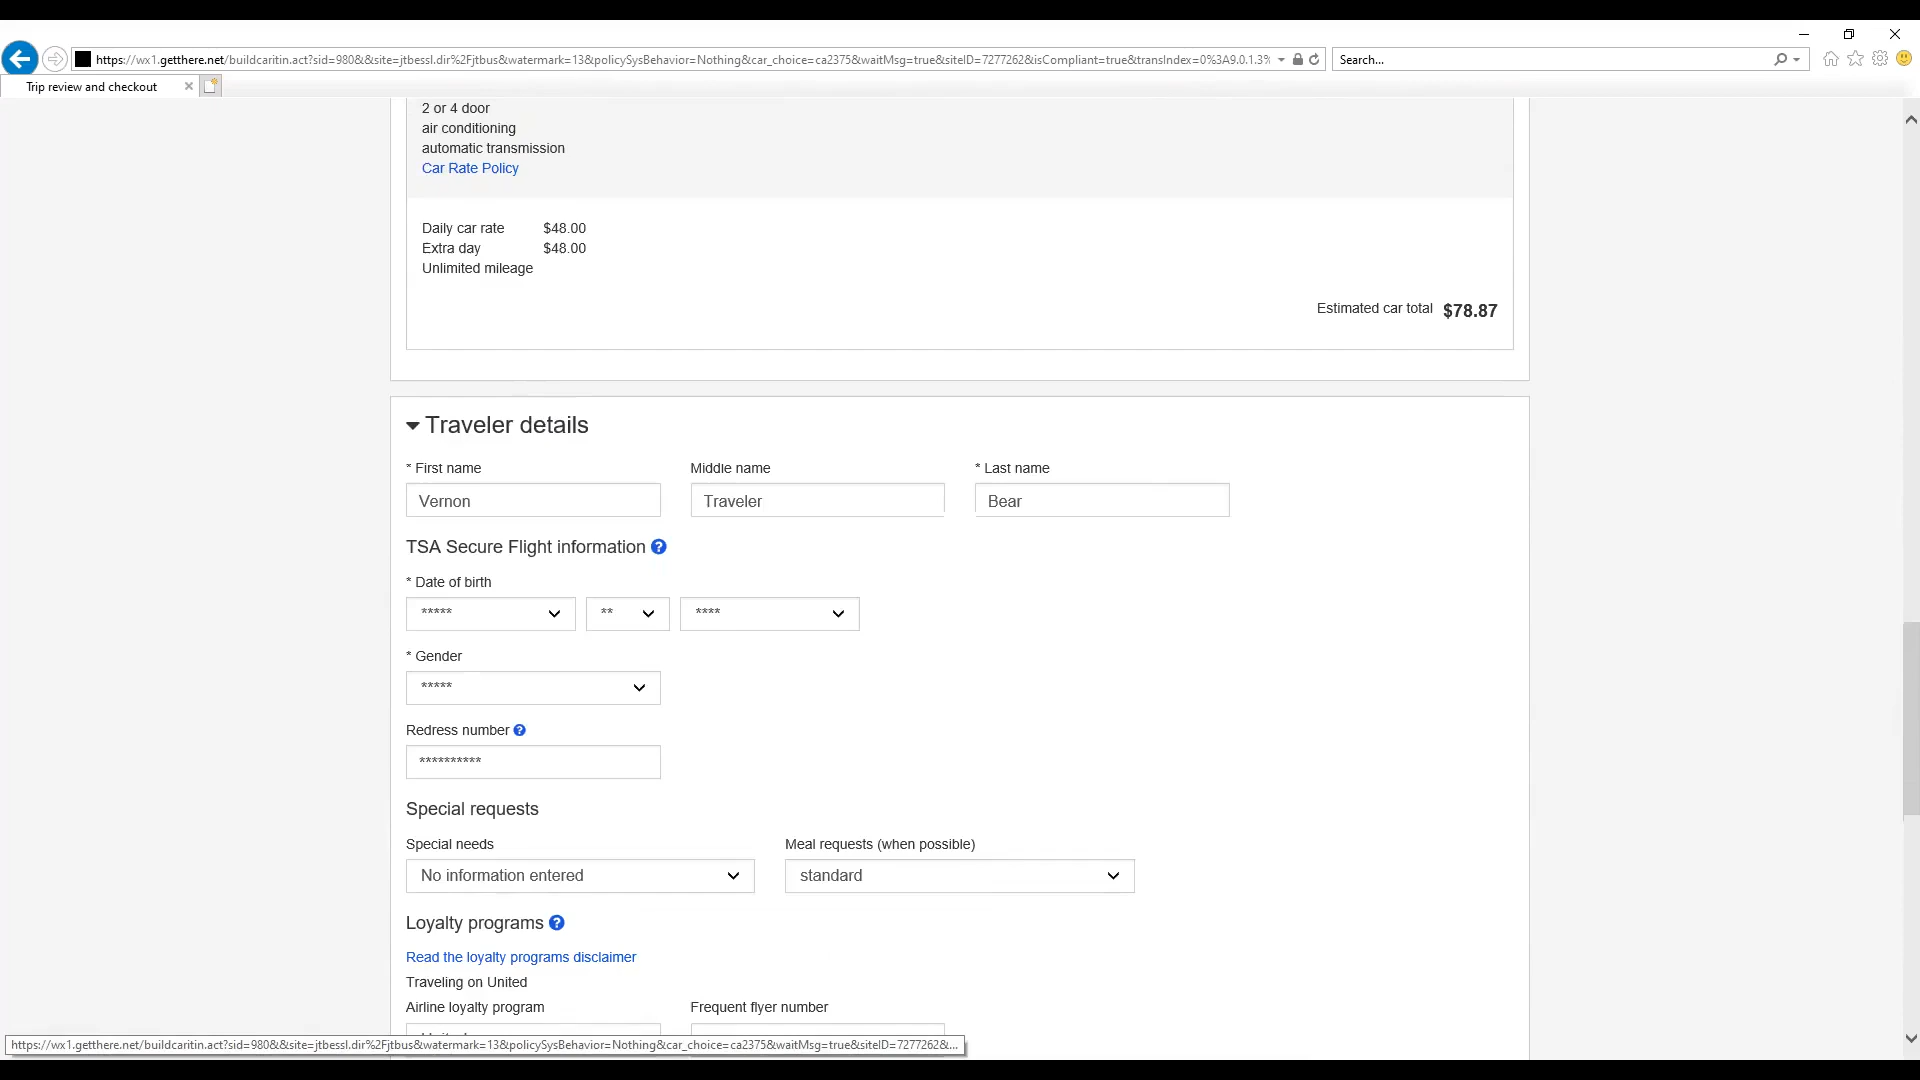 https://wx1.getthere.net/buildcaritin.act?sid=980&&site=jtbessl.dir%2Fjtbus&watermark=13&policySysBehavior=Nothing&car_choice=ca2375&waitMsg=true&siteID=7277262&isCompliant=true&transIndex=0%3A9.0.1.3% Search...
Trip review and checkout
2 or 4 door
air conditioning
automatic transmission
Car Rate Policy
Daily car rate $48.00
Extra day $48.00
Unlimited mileage
Estimated car total $78.87
Traveler details
* First name Middle name * Last name
Vernon Traveler Bear
TSA Secure Flight information ?
* Date of birth
***** ** ****
* Gender
*****
Redress number ?
**********
Special requests
Special needs Meal requests (when possible)
No information entered standard
Loyalty programs ?
Read the loyalty programs disclaimer
Traveling on United
Airline loyalty program Frequent flyer number
https://wx1.getthere.net/buildcaritin.act?sid=980&&site=jtbessl.dir%2Fjtbus&watermark=13&policySysBehavior=Nothing&car_choice=ca2375&waitMsg=true&siteID=7277262&...